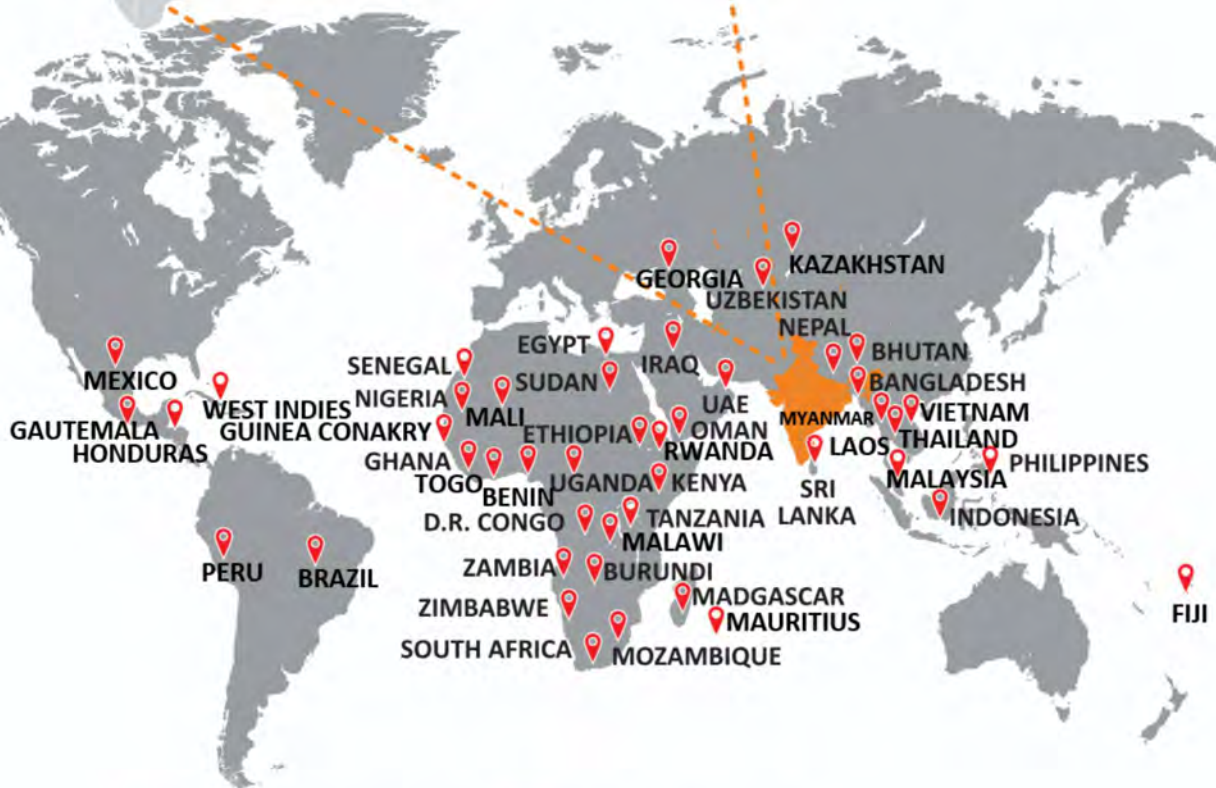 KAZAKHSTAN
GEORGIA
UZBEKISTAN
NEPAL
EGYPT
BHUTAN
SENEGAL
IRAQ
MEXICO
SUDAN
BANGLADESH
NIGERIA
UAE
WEST INDIES
MALI
MYANMAR
VIETNAM
GAUTEMALA
GUINEA CONAKRY
ETHIOPIA
OMAN
THAILAND
HONDURAS
RWANDA
LAOS
GHANA
PHILIPPINES
TOGO
UGANDA
KENYA
MALAYSIA
BENIN
SRI
LANKA
D.R. CONGO
TANZANIA
INDONESIA
MALAWI
PERU
BRAZIL
ZAMBIA
BURUNDI
MADGASCAR
ZIMBABWE
MAURITIUS
FIJI
SOUTH AFRICA
MOZAMBIQUE